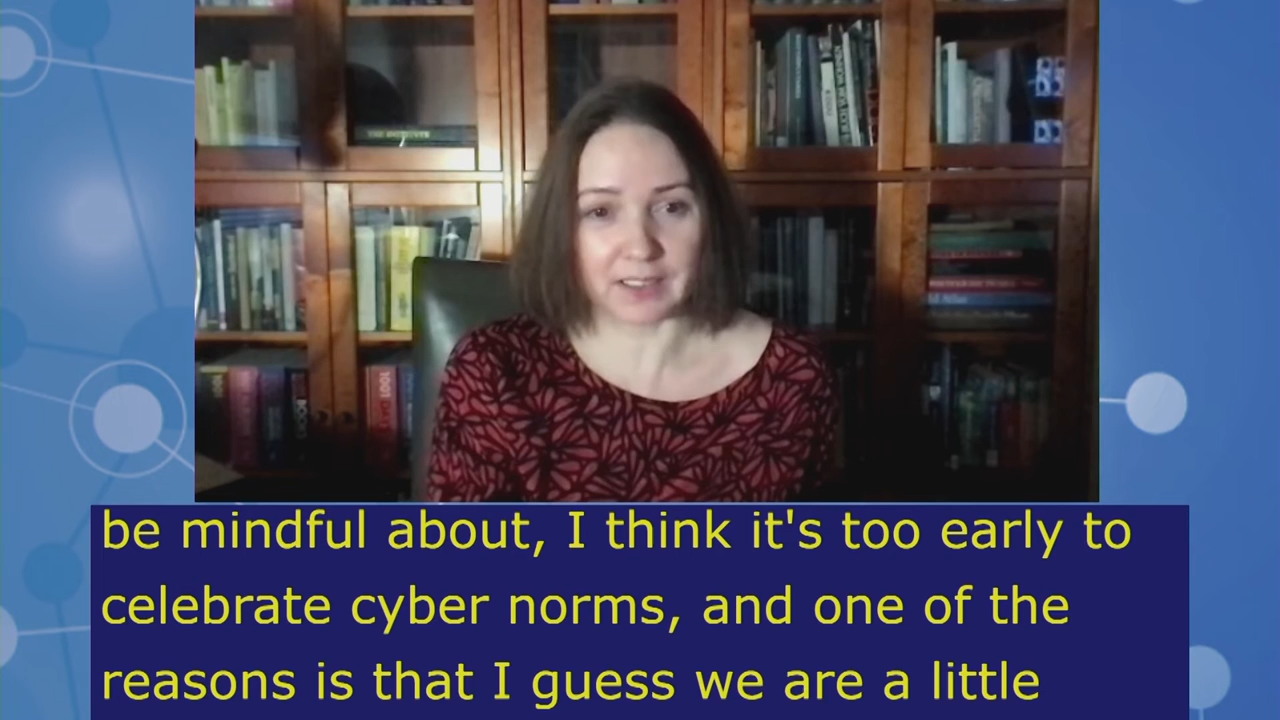 1001
be mindful about, I think it's too early to
celebrate cyber norms, and one of the
reasons is that I guess we are a little